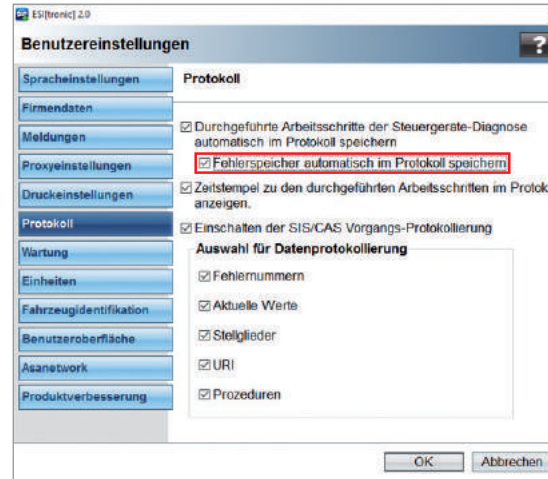 ESI[tronic] 2.0
Benutzereinstellungen
?
Spracheinstellungen
Firmendaten
Meldungen
Proxyeinstellungen
Druckeinstellungen
Protokoll
Wartung
Einheiten
Fahrzeugidentifikation
Benutzeroberfläche
Asanetwork
Produktverbesserung
Protokoll
Durchgeführte Arbeitsschritte der Steuergeräte-Diagnose
automatisch im Protokoll speichern
Fehlerspeicher automatisch im Protokoll speichern
Zeitstempel zu den durchgeführten Arbeitsschritten im Protok
anzeigen.
Einschalten der SIS/CAS Vorgangs-Protokollierung
Auswahl für Datenprotokollierung
Fehlernummern
Aktuelle Werte
Stellglieder
URI
Prozeduren
OK
Abbrechen